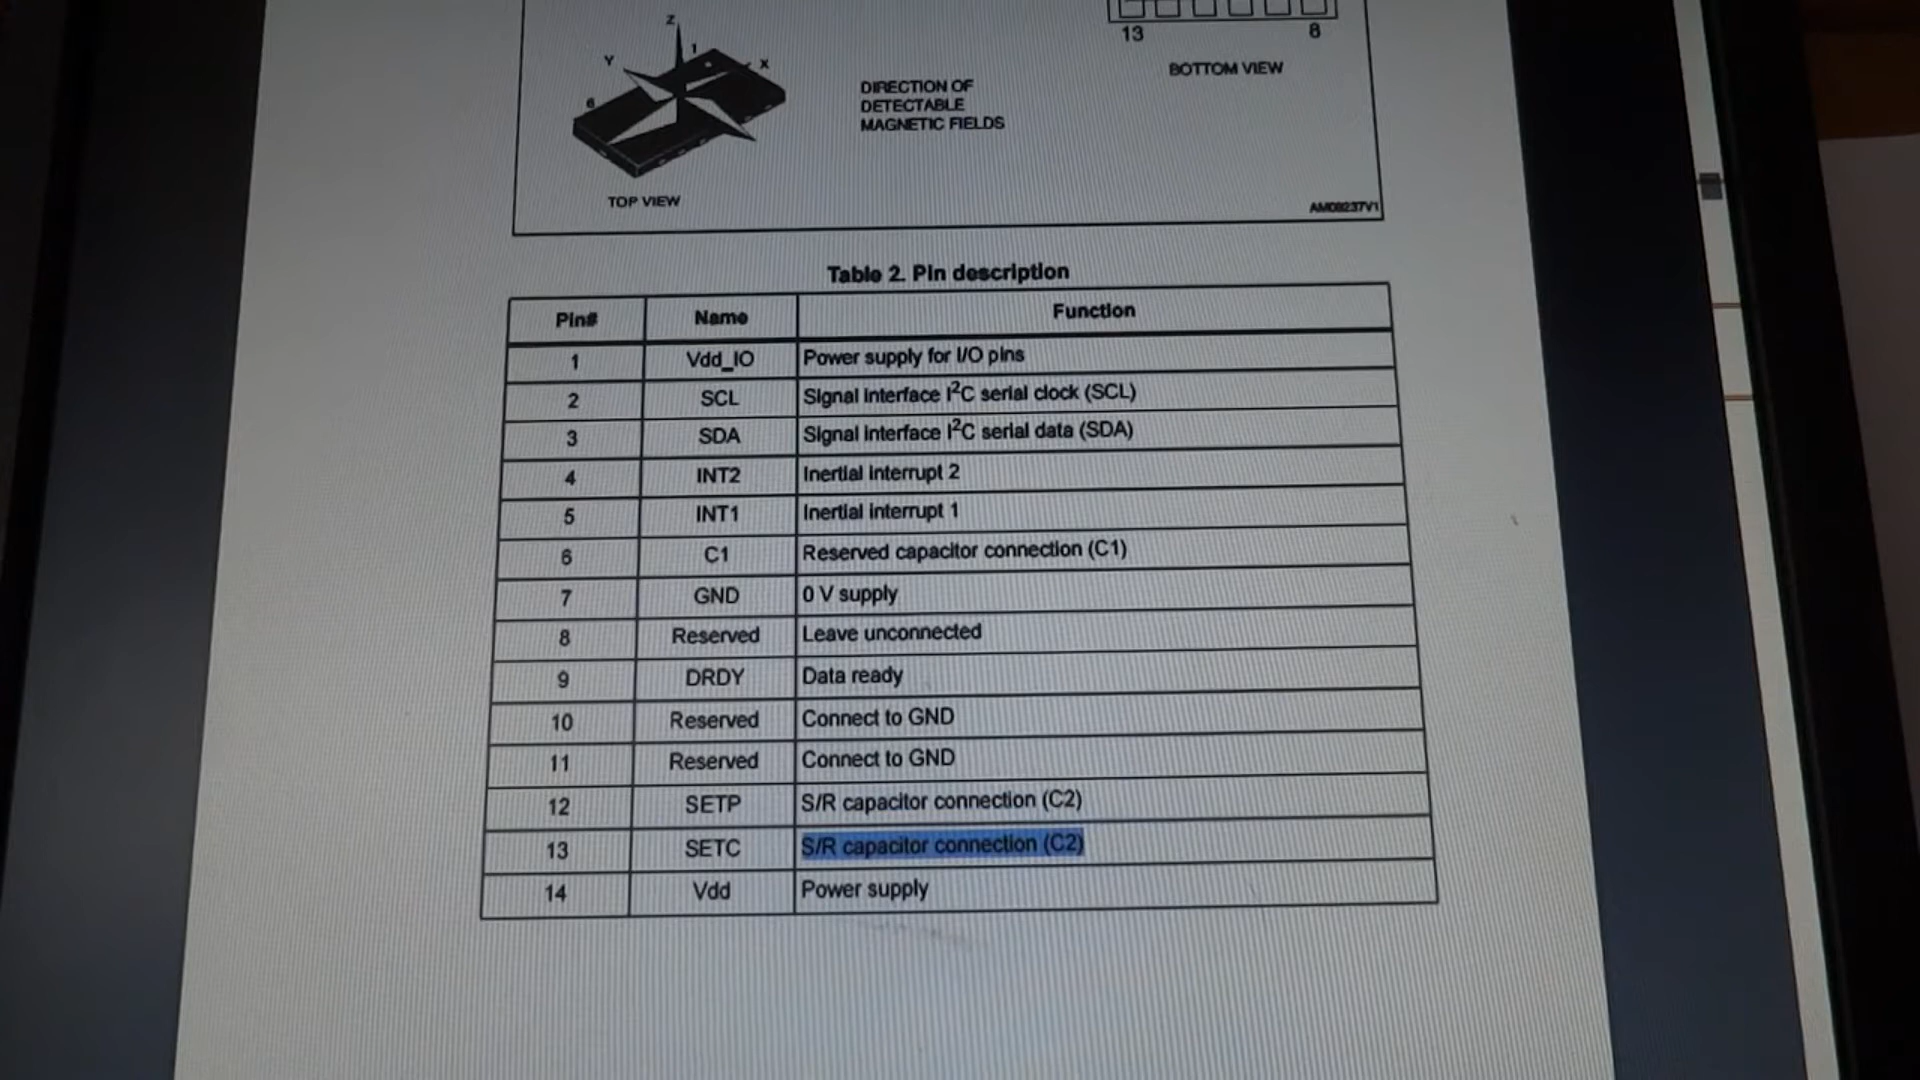 Z
1
Y
X
6
TOP VIEW
DIRECTION OF
DETECTABLE
MAGNETIC FIELDS
13 8
BOTTOM VIEW
AM08237V1
Table 2. Pin description
Pin# Name Function
1 Vdd_IO Power supply for I/O pins
2 SCL Signal interface I²C serial clock (SCL)
3 SDA Signal interface I²C serial data (SDA)
4 INT2 Inertial interrupt 2
5 INT1 Inertial interrupt 1
6 C1 Reserved capacitor connection (C1)
7 GND 0 V supply
8 Reserved Leave unconnected
9 DRDY Data ready
10 Reserved Connect to GND
11 Reserved Connect to GND
12 SETP S/R capacitor connection (C2)
13 SETC S/R capacitor connection (C2)
14 Vdd Power supply